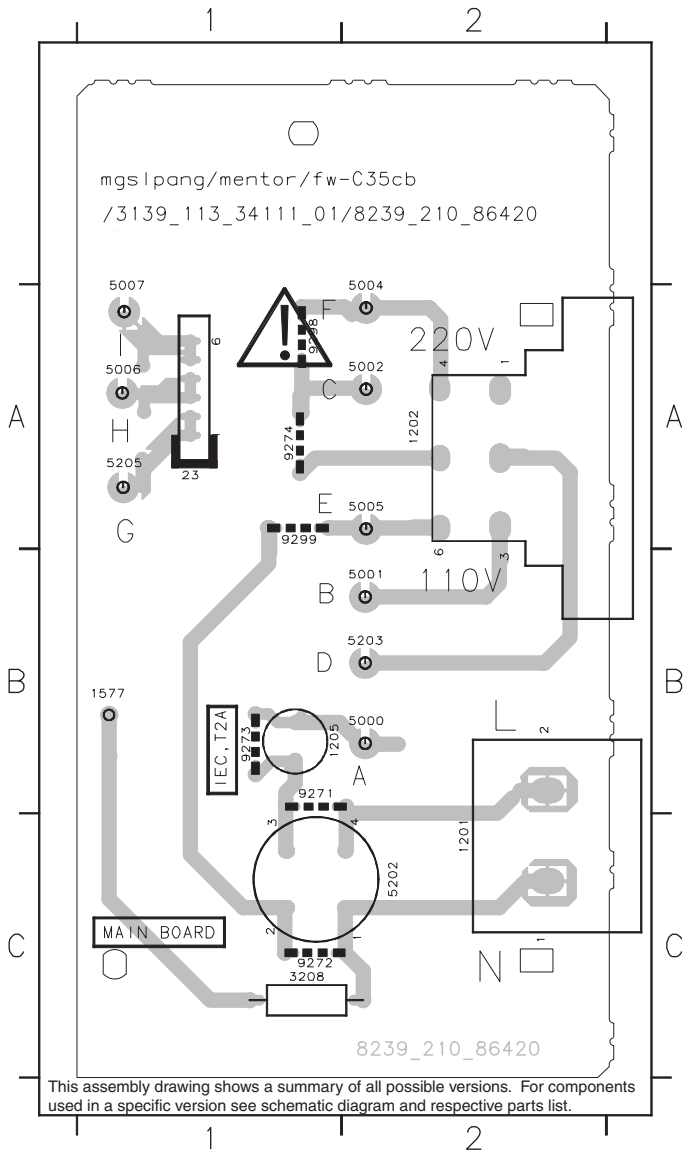 1 2
mgslpang/mentor/fw-C35cb
/3139_113_34111_01/8239_210_86420
5007 5004
F
9298
I
6
220V
4 1
5006 5002
C
A A
H
9274
1202
1
5205
23
G
E 5005
9299
6 3
5001
B
110V
5203
D
B B
1577
L
2
IEC,T2A
9273
1205
5000
A
9271
3 4
1201
5202
MAIN BOARD
2 1
C C
9272
3208
N
1
8239_210_86420
This assembly drawing shows a summary of all possible versions. For components
used in a specific version see schematic diagram and respective parts list.
1 2